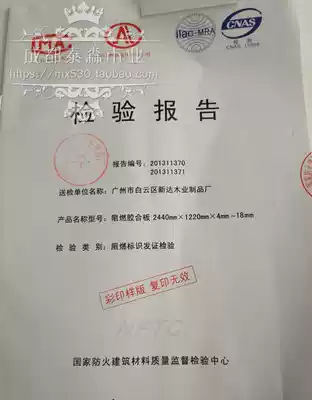 成都泰森木业
https://mx530.taobao.com
ilac-MRA
CNAS
检验报告
报告编号：201311370
201311371
送检单位名称：广州市白云区新达木业制品厂
产品名称型号：阻燃胶合板 2440mm×1220mm×4mm~18mm
检验类别：阻燃标识发证检验
彩印样版 复印无效
NFTC
国家防火建筑材料质量监督检验中心